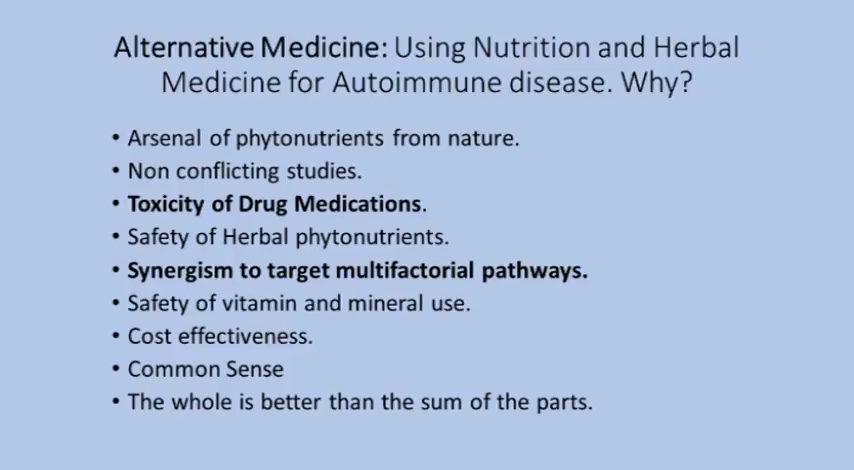 Alternative Medicine: Using Nutrition and Herbal
Medicine for Autoimmune disease. Why?
• Arsenal of phytonutrients from nature.
• Non conflicting studies.
• Toxicity of Drug Medications.
• Safety of Herbal phytonutrients.
• Synergism to target multifactorial pathways.
• Safety of vitamin and mineral use.
• Cost effectiveness.
• Common Sense
• The whole is better than the sum of the parts.